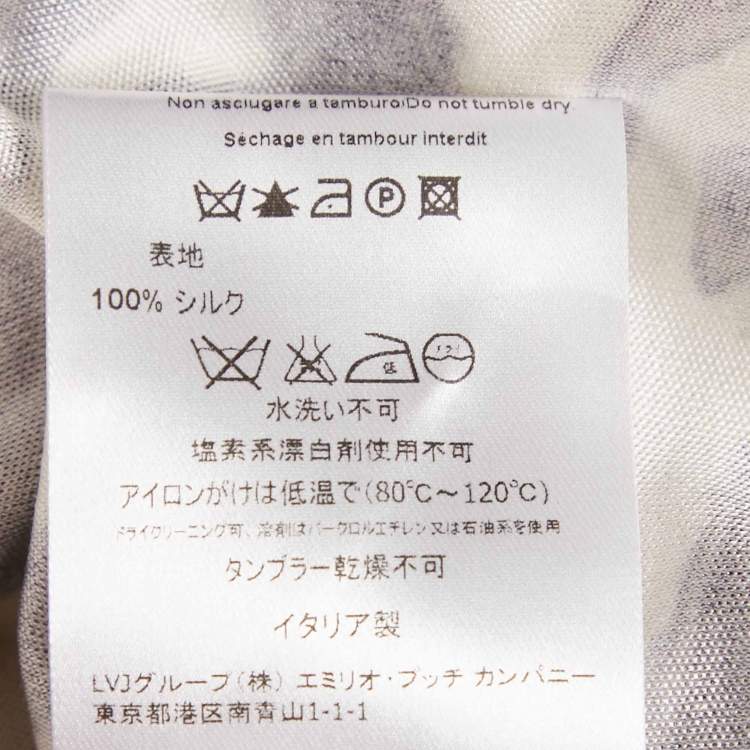 Non asciugare a tamburo/Do not tumble dry
Séchage en tambour interdit
P
表地
100% シルク
低 ドライ
水洗い不可
塩素系漂白剤使用不可
アイロンがけは低温で(80℃～120℃)
ドライクリーニング可、溶剤はパークロルエチレン又は石油系を使用
タンブラー乾燥不可
イタリア製
LVJグループ(株) エミリオ・プッチ カンパニー
東京都港区南青山1-1-1